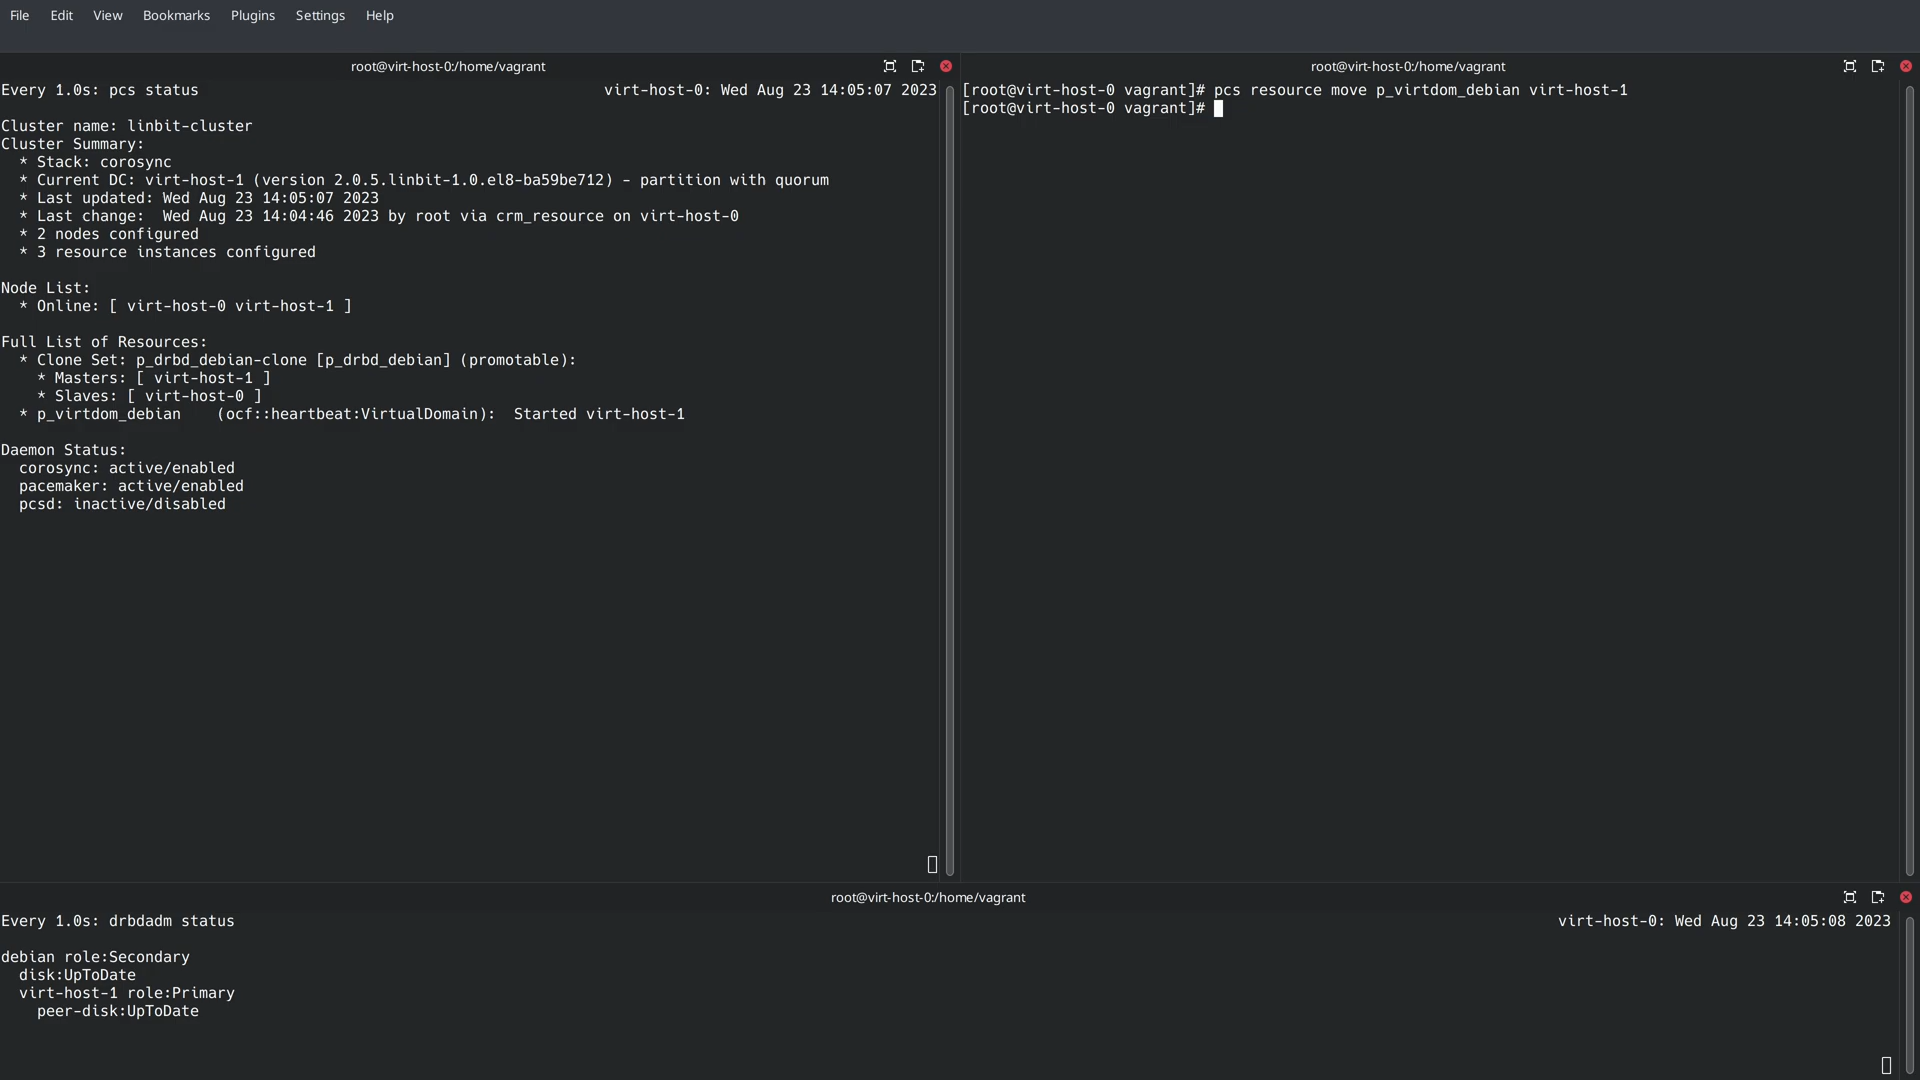 File Edit View Bookmarks Plugins Settings Help
root@virt-host-0:/home/vagrant
Every 1.0s: pcs status virt-host-0: Wed Aug 23 14:05:07 2023
Cluster name: linbit-cluster
Cluster Summary:
* Stack: corosync
* Current DC: virt-host-1 (version 2.0.5.linbit-1.0.el8-ba59be712) - partition with quorum
* Last updated: Wed Aug 23 14:05:07 2023
* Last change:  Wed Aug 23 14:04:46 2023 by root via crm_resource on virt-host-0
* 2 nodes configured
* 3 resource instances configured
Node List:
* Online: [ virt-host-0 virt-host-1 ]
Full List of Resources:
* Clone Set: p_drbd_debian-clone [p_drbd_debian] (promotable):
* Masters: [ virt-host-1 ]
* Slaves: [ virt-host-0 ]
* p_virtdom_debian    (ocf::heartbeat:VirtualDomain):  Started virt-host-1
Daemon Status:
corosync: active/enabled
pacemaker: active/enabled
pcsd: inactive/disabled
root@virt-host-0:/home/vagrant
[root@virt-host-0 vagrant]# pcs resource move p_virtdom_debian virt-host-1
[root@virt-host-0 vagrant]#
root@virt-host-0:/home/vagrant
Every 1.0s: drbdadm status virt-host-0: Wed Aug 23 14:05:08 2023
debian role:Secondary
disk:UpToDate
virt-host-1 role:Primary
peer-disk:UpToDate